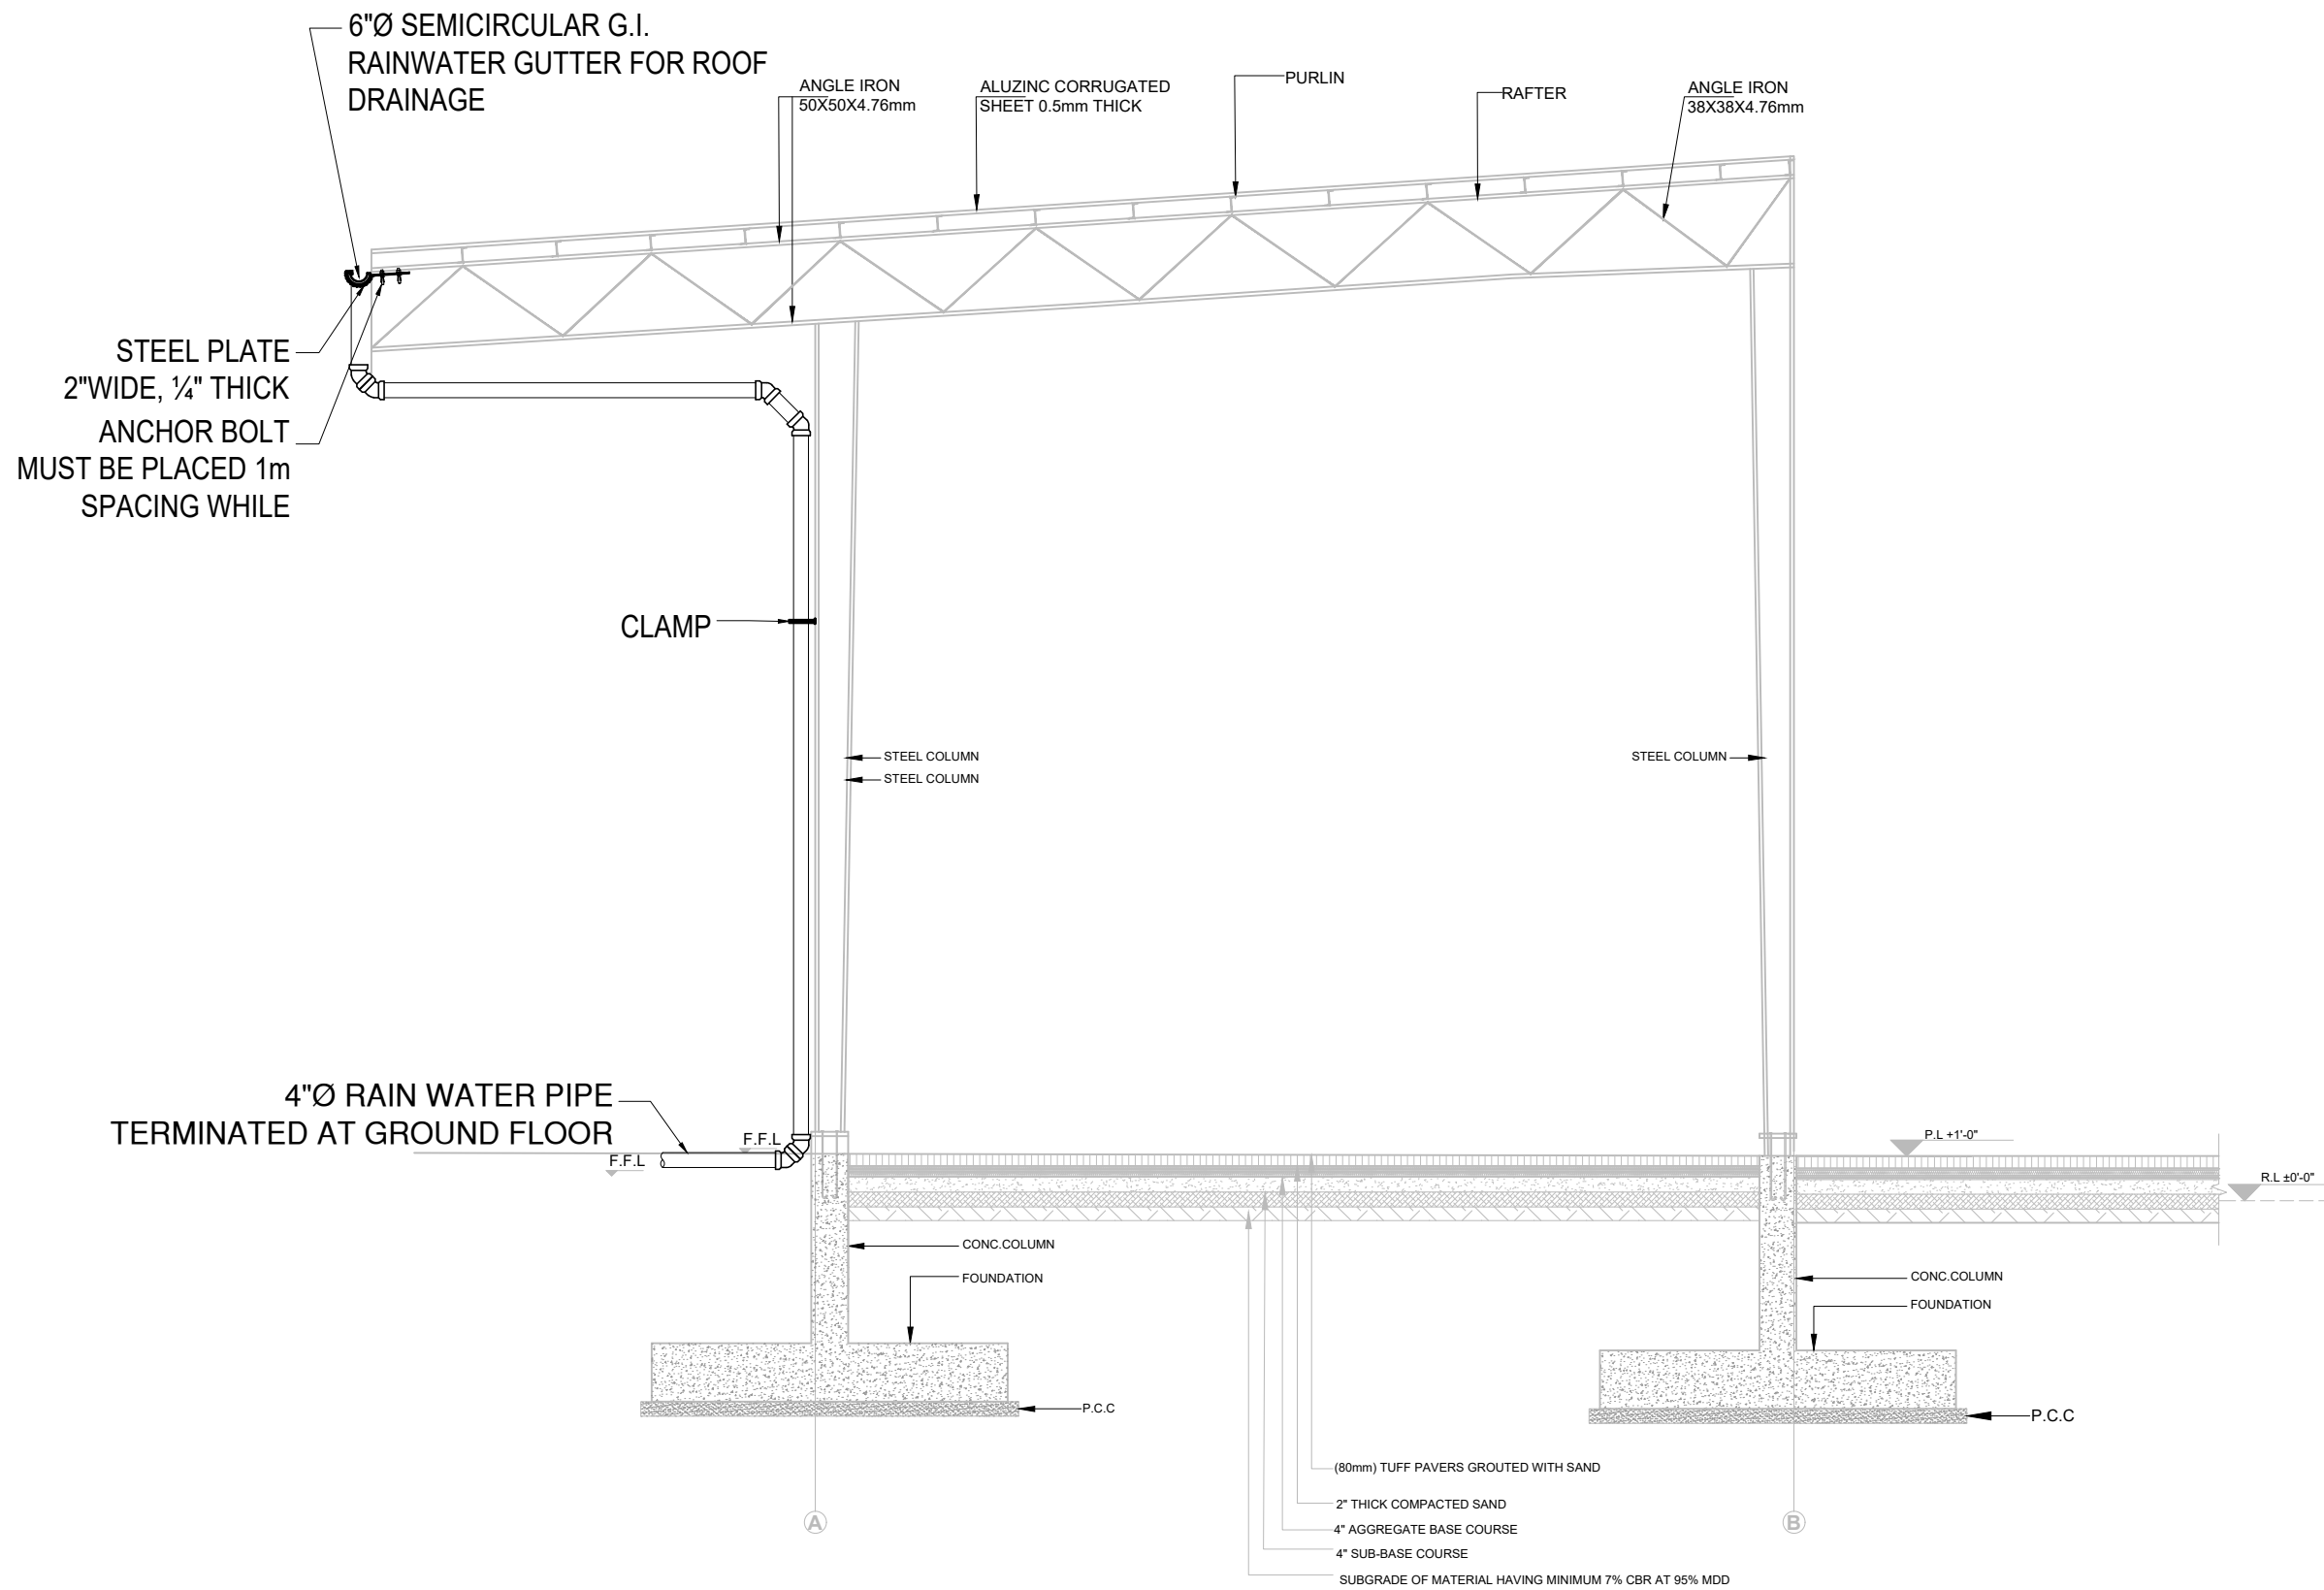 6"Ø SEMICIRCULAR G.I.
RAINWATER GUTTER FOR ROOF
DRAINAGE
ANGLE IRON
50X50X4.76mm
ALUZINC CORRUGATED
SHEET 0.5mm THICK
PURLIN
RAFTER
ANGLE IRON
38X38X4.76mm
STEEL PLATE
2"WIDE, ¼" THICK
ANCHOR BOLT
MUST BE PLACED 1m
SPACING WHILE
CLAMP
STEEL COLUMN
STEEL COLUMN
STEEL COLUMN
4"Ø RAIN WATER PIPE
TERMINATED AT GROUND FLOOR
F.F.L
F.F.L
P.L +1'-0"
R.L ±0'-0"
CONC.COLUMN
FOUNDATION
CONC.COLUMN
FOUNDATION
P.C.C
P.C.C
(80mm) TUFF PAVERS GROUTED WITH SAND
2" THICK COMPACTED SAND
4" AGGREGATE BASE COURSE
4" SUB-BASE COURSE
SUBGRADE OF MATERIAL HAVING MINIMUM 7% CBR AT 95% MDD
A
B